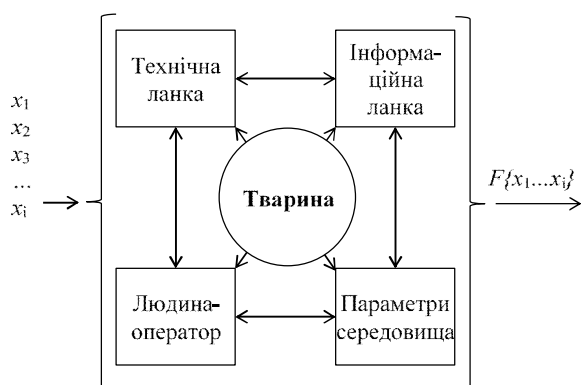 Технічна
ланка
Інформа-
ційна
ланка
x₁
x₂
x₃
...
xᵢ
Тварина
F{x₁...xᵢ}
Людина-
оператор
Параметри
середовища